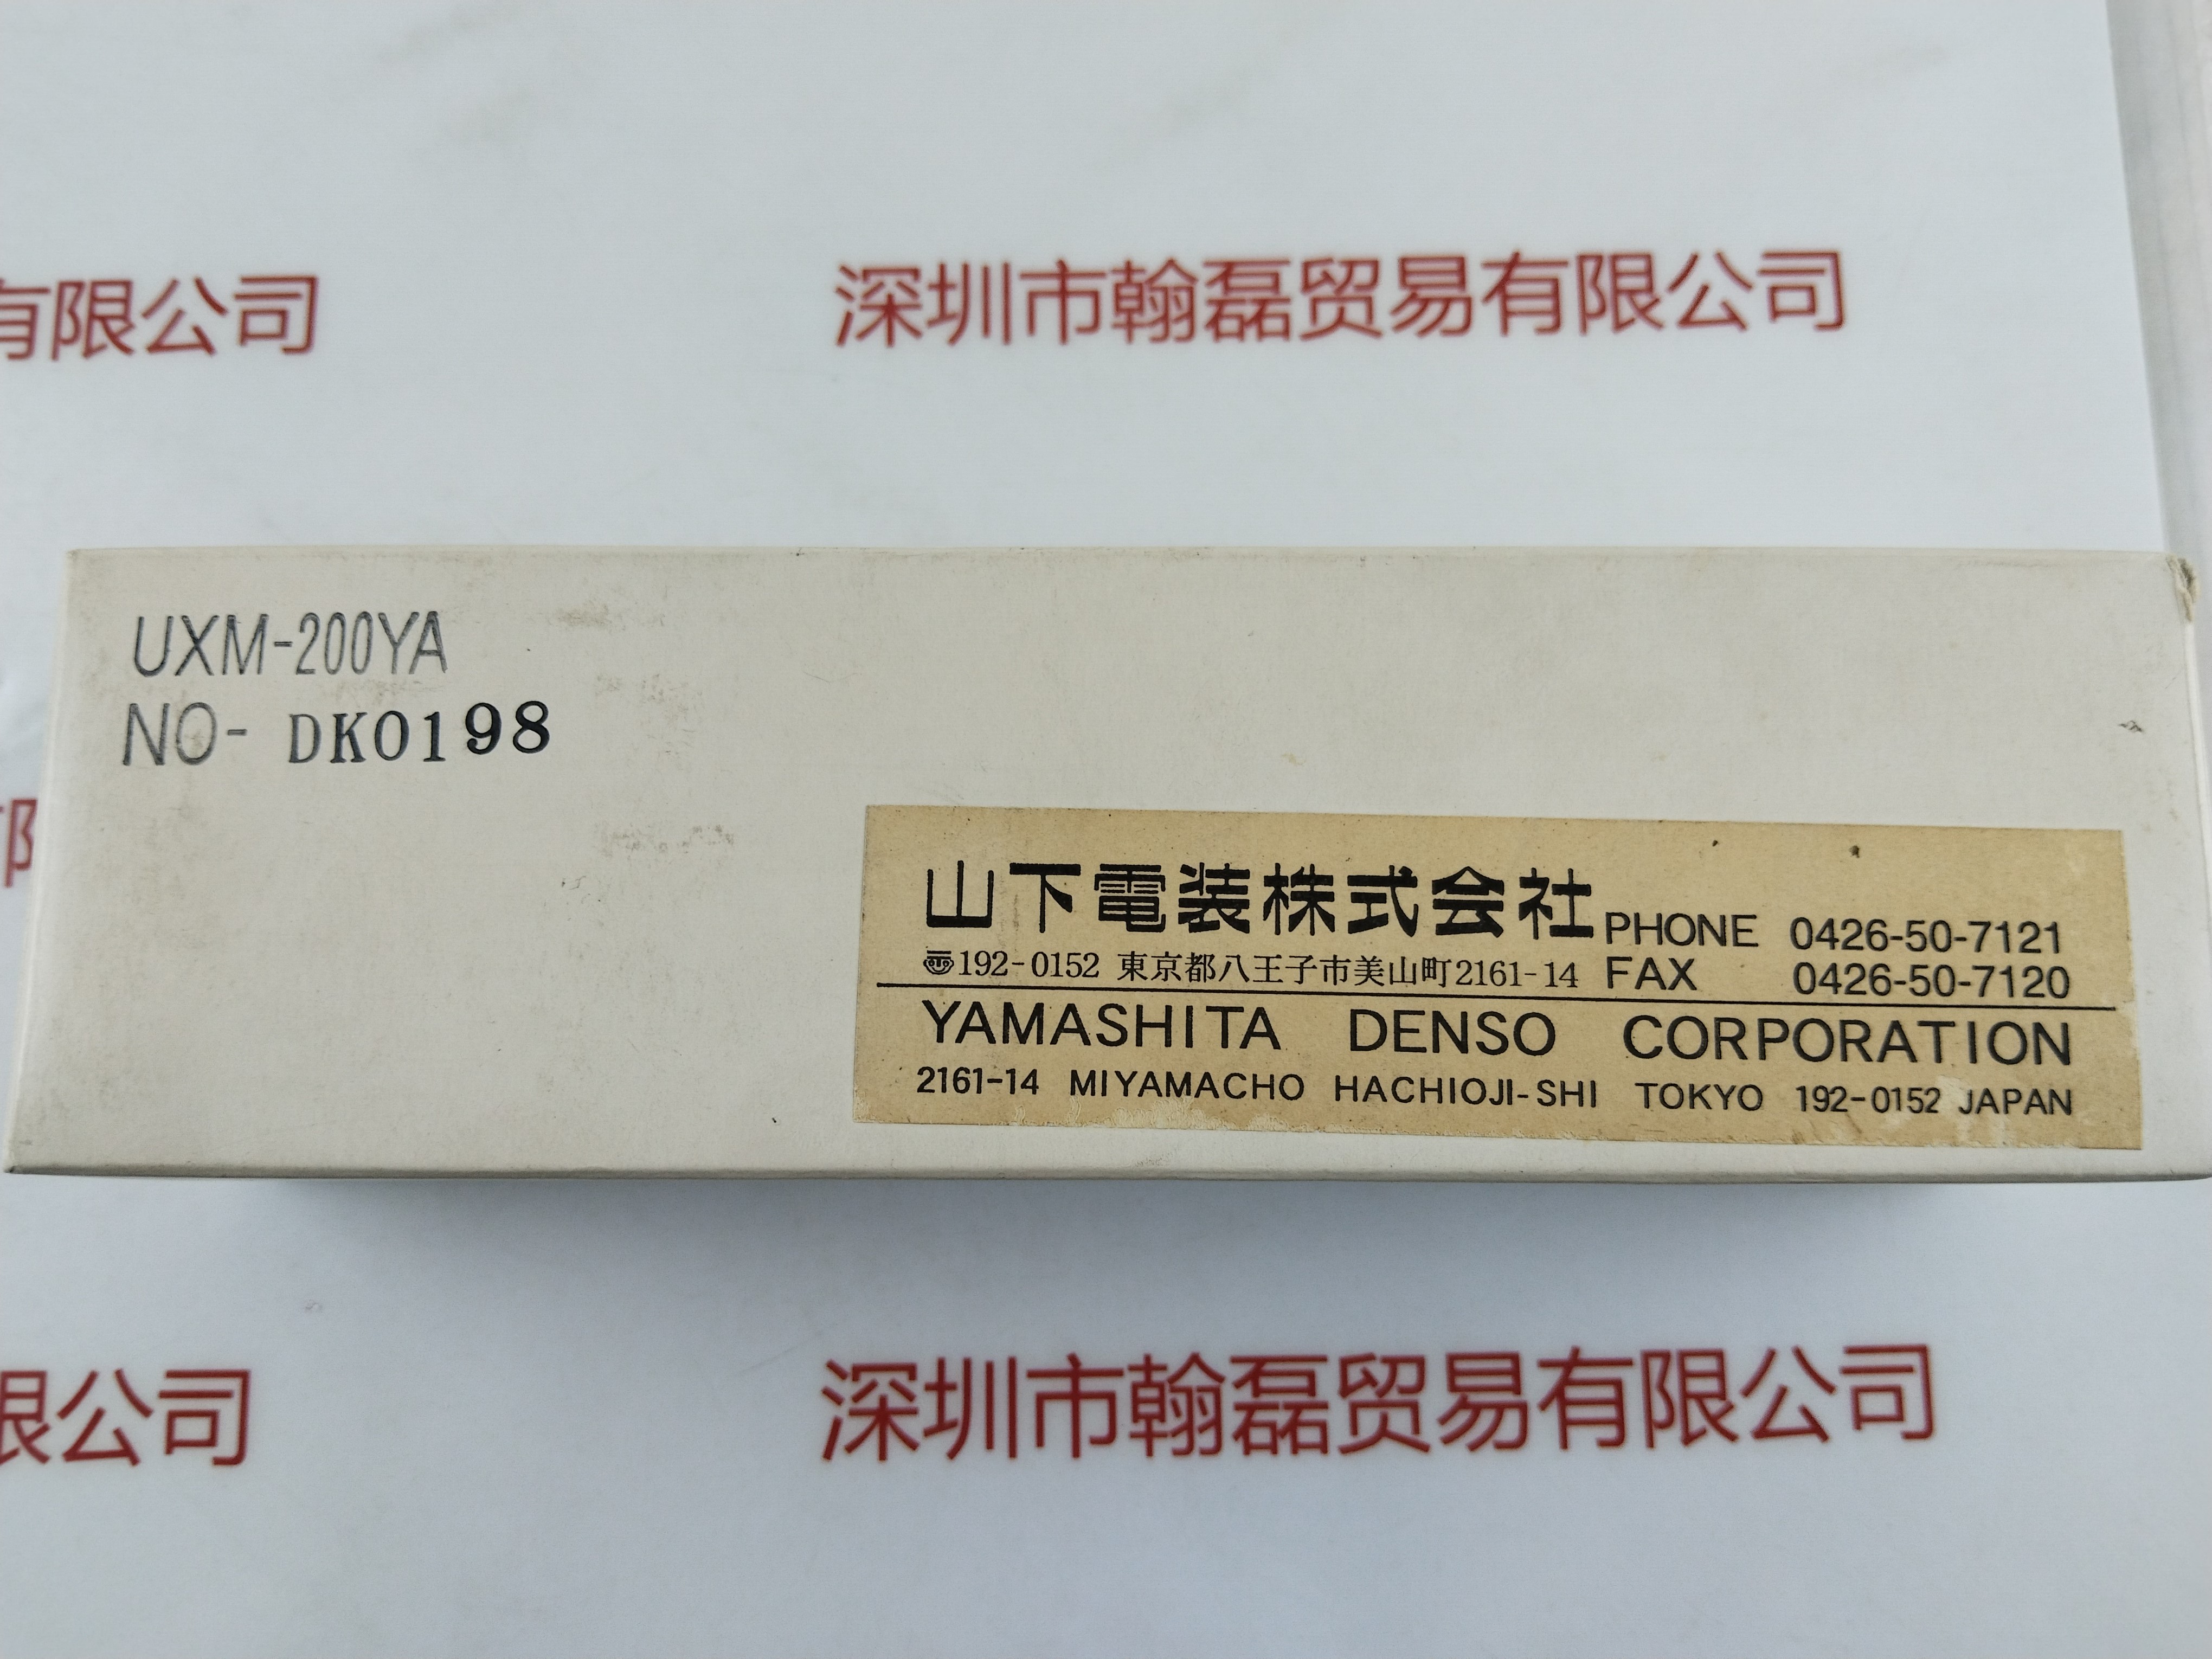 有限公司
深圳市翰磊贸易有限公司
UXM-200YA
NO- DK0198
山下電装株式会社 PHONE 0426-50-7121
〠192-0152 東京都八王子市美山町2161-14 FAX 0426-50-7120
YAMASHITA DENSO CORPORATION
2161-14 MIYAMACHO HACHIOJI-SHI TOKYO 192-0152 JAPAN
限公司
深圳市翰磊贸易有限公司